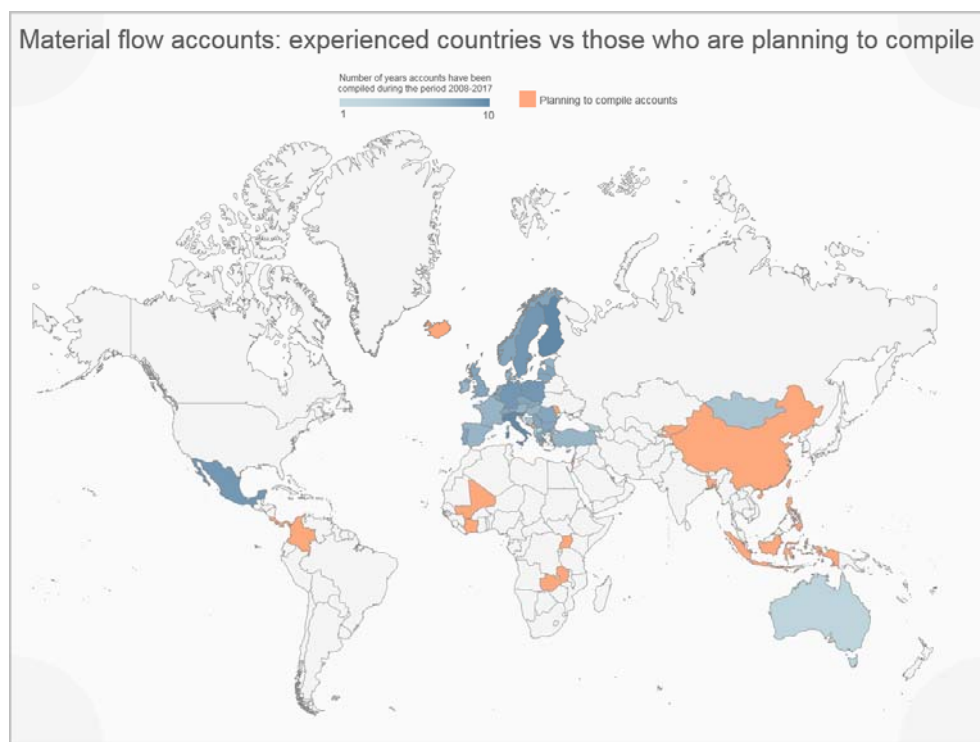 Material flow accounts: experienced countries vs those who are planning to compile
Number of years accounts have been
compiled during the period 2008-2017
1 10
Planning to compile accounts